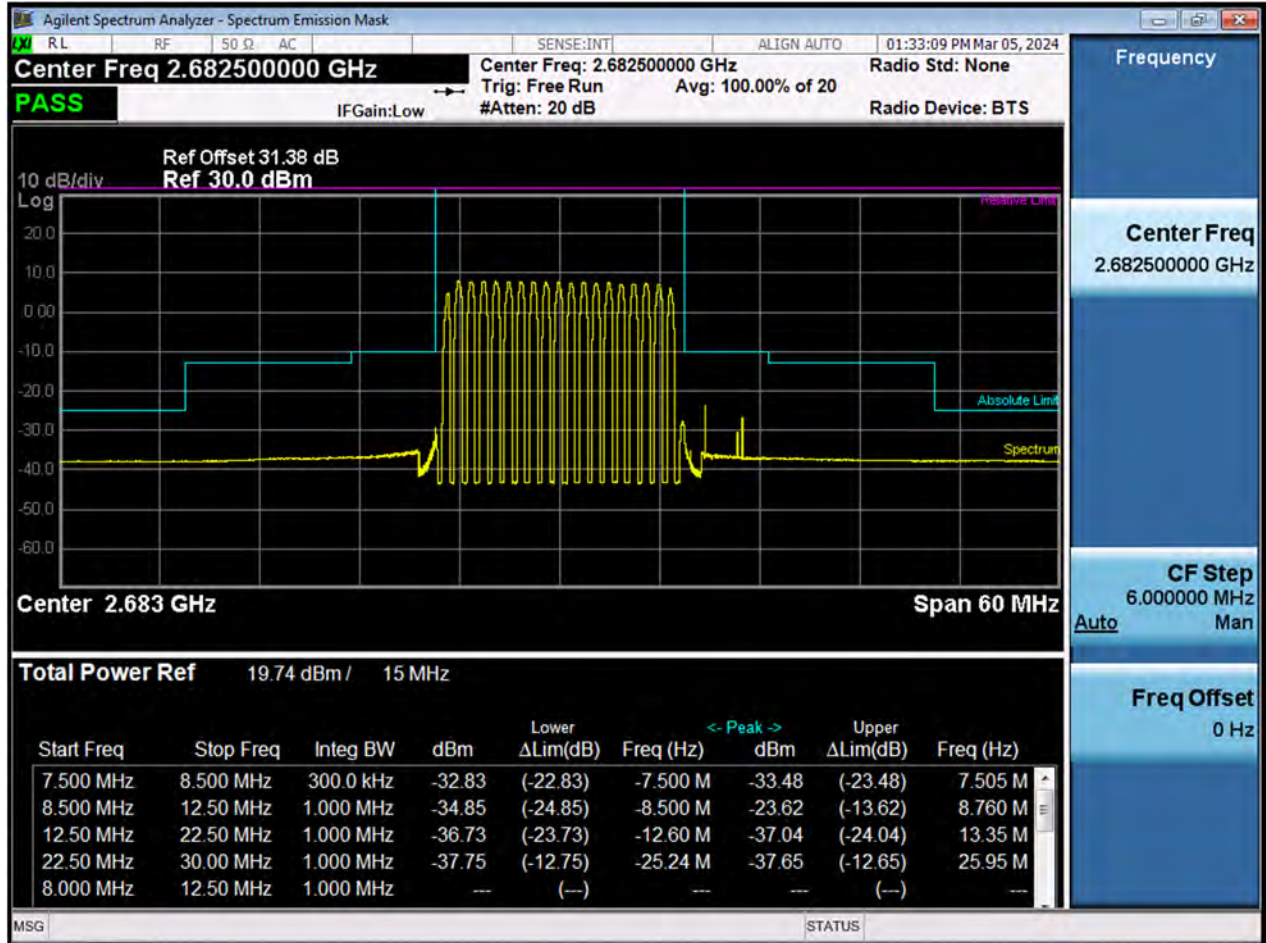 Agilent Spectrum Analyzer - Spectrum Emission Mask
LXI RL RF 50 Ω AC SENSE:INT ALIGN AUTO 01:33:09 PM Mar 05, 2024
Center Freq 2.682500000 GHz
Center Freq: 2.682500000 GHz
Radio Std: None
Trig: Free Run Avg: 100.00% of 20
PASS
IFGain:Low
#Atten: 20 dB
Radio Device: BTS
Ref Offset 31.38 dB
10 dB/div Ref 30.0 dBm
Log
Relative Limit
20.0
10.0
0.00
-10.0
-20.0
Absolute Limit
-30.0
Spectrum
-40.0
-50.0
-60.0
Center 2.683 GHz Span 60 MHz
Total Power Ref 19.74 dBm / 15 MHz
Lower <- Peak -> Upper
Start Freq Stop Freq Integ BW dBm ΔLim(dB) Freq (Hz) dBm ΔLim(dB) Freq (Hz)
7.500 MHz 8.500 MHz 300.0 kHz -32.83 (-22.83) -7.500 M -33.48 (-23.48) 7.505 M
8.500 MHz 12.50 MHz 1.000 MHz -34.85 (-24.85) -8.500 M -23.62 (-13.62) 8.760 M
12.50 MHz 22.50 MHz 1.000 MHz -36.73 (-23.73) -12.60 M -37.04 (-24.04) 13.35 M
22.50 MHz 30.00 MHz 1.000 MHz -37.75 (-12.75) -25.24 M -37.65 (-12.65) 25.95 M
8.000 MHz 12.50 MHz 1.000 MHz --- (---) --- --- (---) ---
MSG STATUS
Frequency
Center Freq
2.682500000 GHz
CF Step
6.000000 MHz
Auto Man
Freq Offset
0 Hz